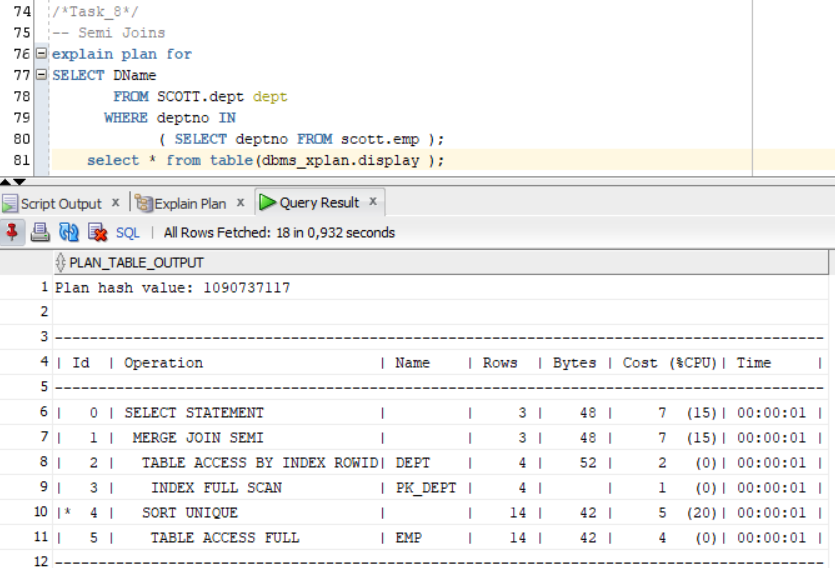 74 /*Task_8*/
75 -- Semi Joins
76 explain plan for
77 SELECT DName
78 FROM SCOTT.dept dept
79 WHERE deptno IN
80 ( SELECT deptno FROM scott.emp );
81 select * from table(dbms_xplan.display );
Script Output x Explain Plan x Query Result x
SQL | All Rows Fetched: 18 in 0,932 seconds
PLAN_TABLE_OUTPUT
1 Plan hash value: 1090737117
2
3 ----------------------------------------------------------------------------------------
4 | Id | Operation | Name | Rows | Bytes | Cost (%CPU)| Time |
5 ----------------------------------------------------------------------------------------
6 | 0 | SELECT STATEMENT | | 3 | 48 | 7 (15)| 00:00:01 |
7 | 1 | MERGE JOIN SEMI | | 3 | 48 | 7 (15)| 00:00:01 |
8 | 2 | TABLE ACCESS BY INDEX ROWID| DEPT | 4 | 52 | 2 (0)| 00:00:01 |
9 | 3 | INDEX FULL SCAN | PK_DEPT | 4 | | 1 (0)| 00:00:01 |
10 |* 4 | SORT UNIQUE | | 14 | 42 | 5 (20)| 00:00:01 |
11 | 5 | TABLE ACCESS FULL | EMP | 14 | 42 | 4 (0)| 00:00:01 |
12 ----------------------------------------------------------------------------------------